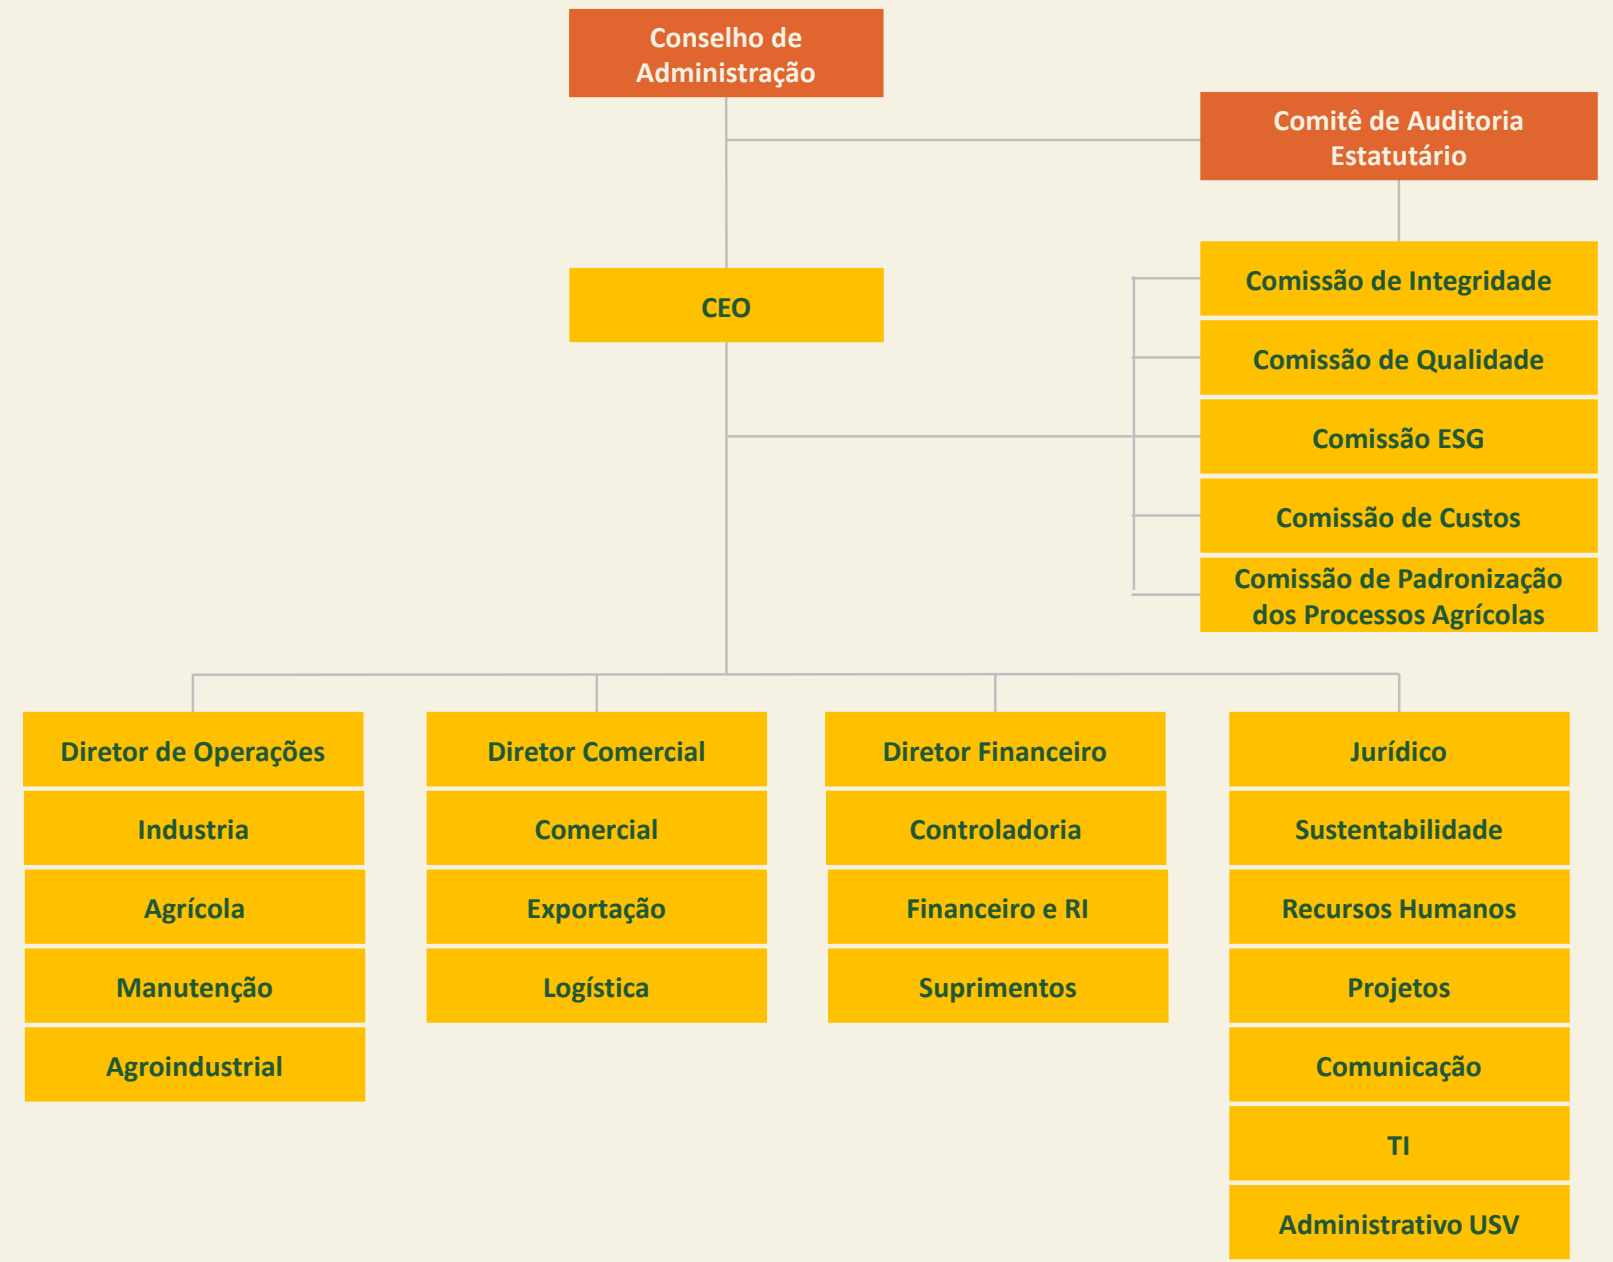 Conselho de
Administração
Comitê de Auditoria
Estatutário
CEO
Comissão de Integridade
Comissão de Qualidade
Comissão ESG
Comissão de Custos
Comissão de Padronização
dos Processos Agrícolas
Diretor de Operações
Industria
Agrícola
Manutenção
Agroindustrial
Diretor Comercial
Comercial
Exportação
Logística
Diretor Financeiro
Controladoria
Financeiro e RI
Suprimentos
Jurídico
Sustentabilidade
Recursos Humanos
Projetos
Comunicação
TI
Administrativo USV